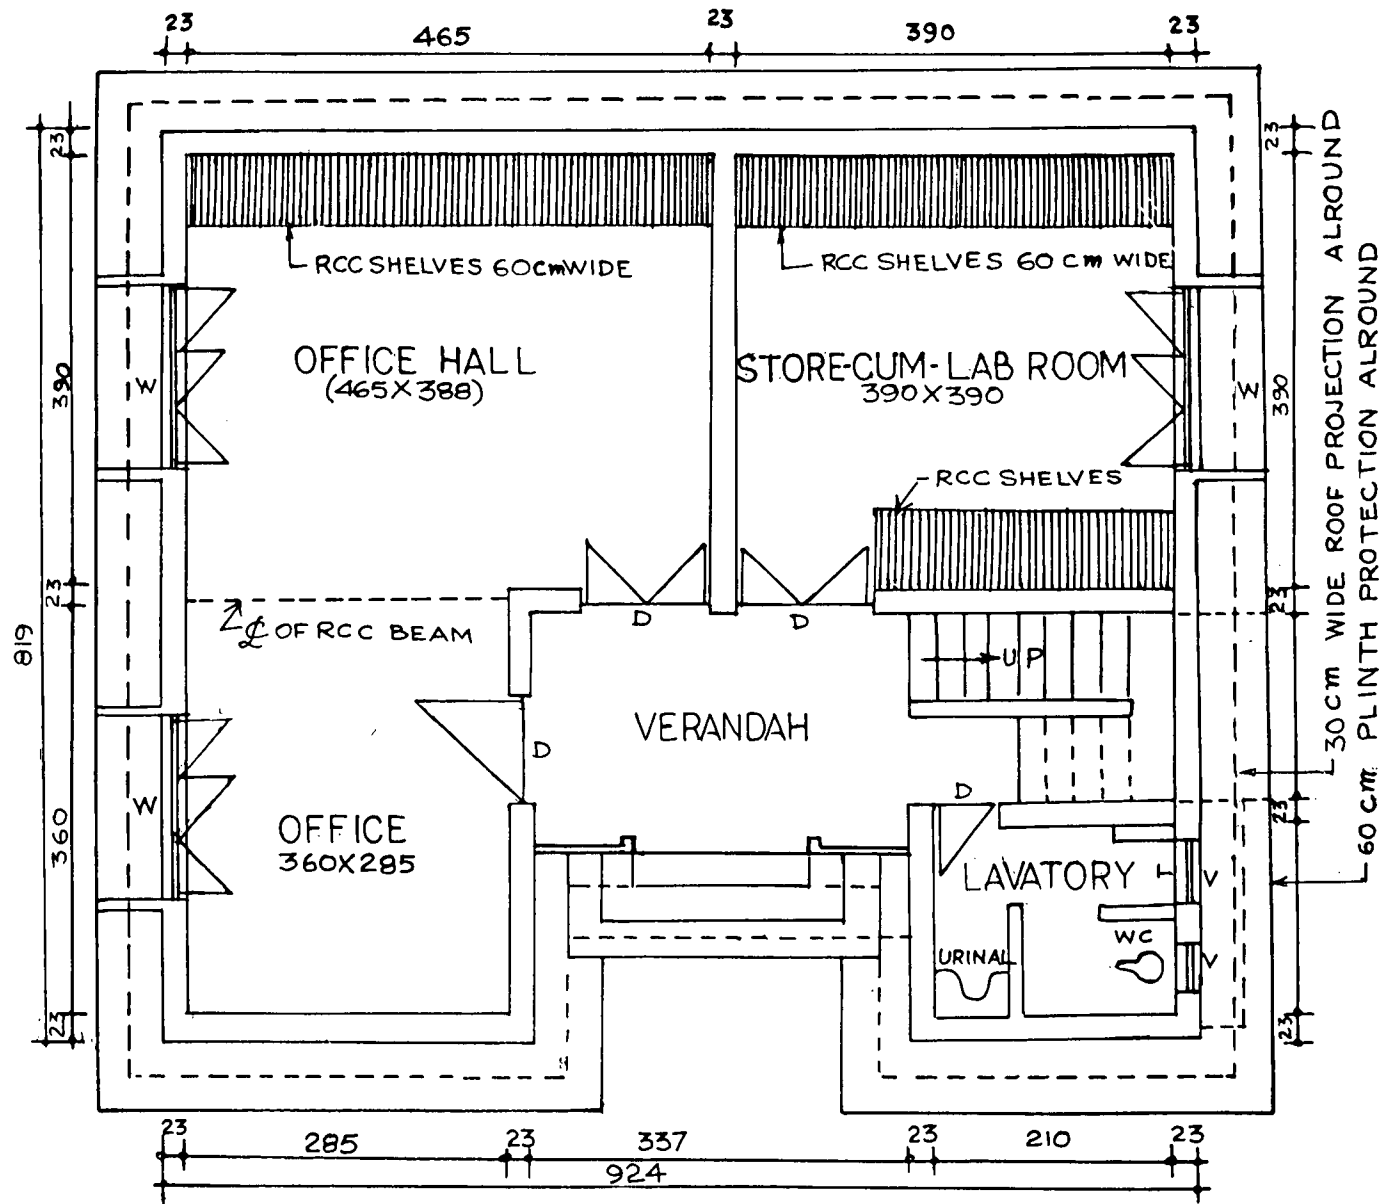 23
465
23
390
23
23
23
RCC SHELVES 60cm WIDE
RCC SHELVES 60 cm WIDE
OFFICE HALL
(465X388)
STORE-CUM-LAB ROOM
390X390
W
W
390
390
RCC SHELVES
23
23
℄ OF RCC BEAM
D
D
UP
819
VERANDAH
D
D
W
OFFICE
360X285
360
23
LAVATORY
V
WC
URINAL
V
23
23
30 cm WIDE ROOF PROJECTION ALROUND
60 cm. PLINTH PROTECTION ALROUND
23
285
23
337
23
210
23
924